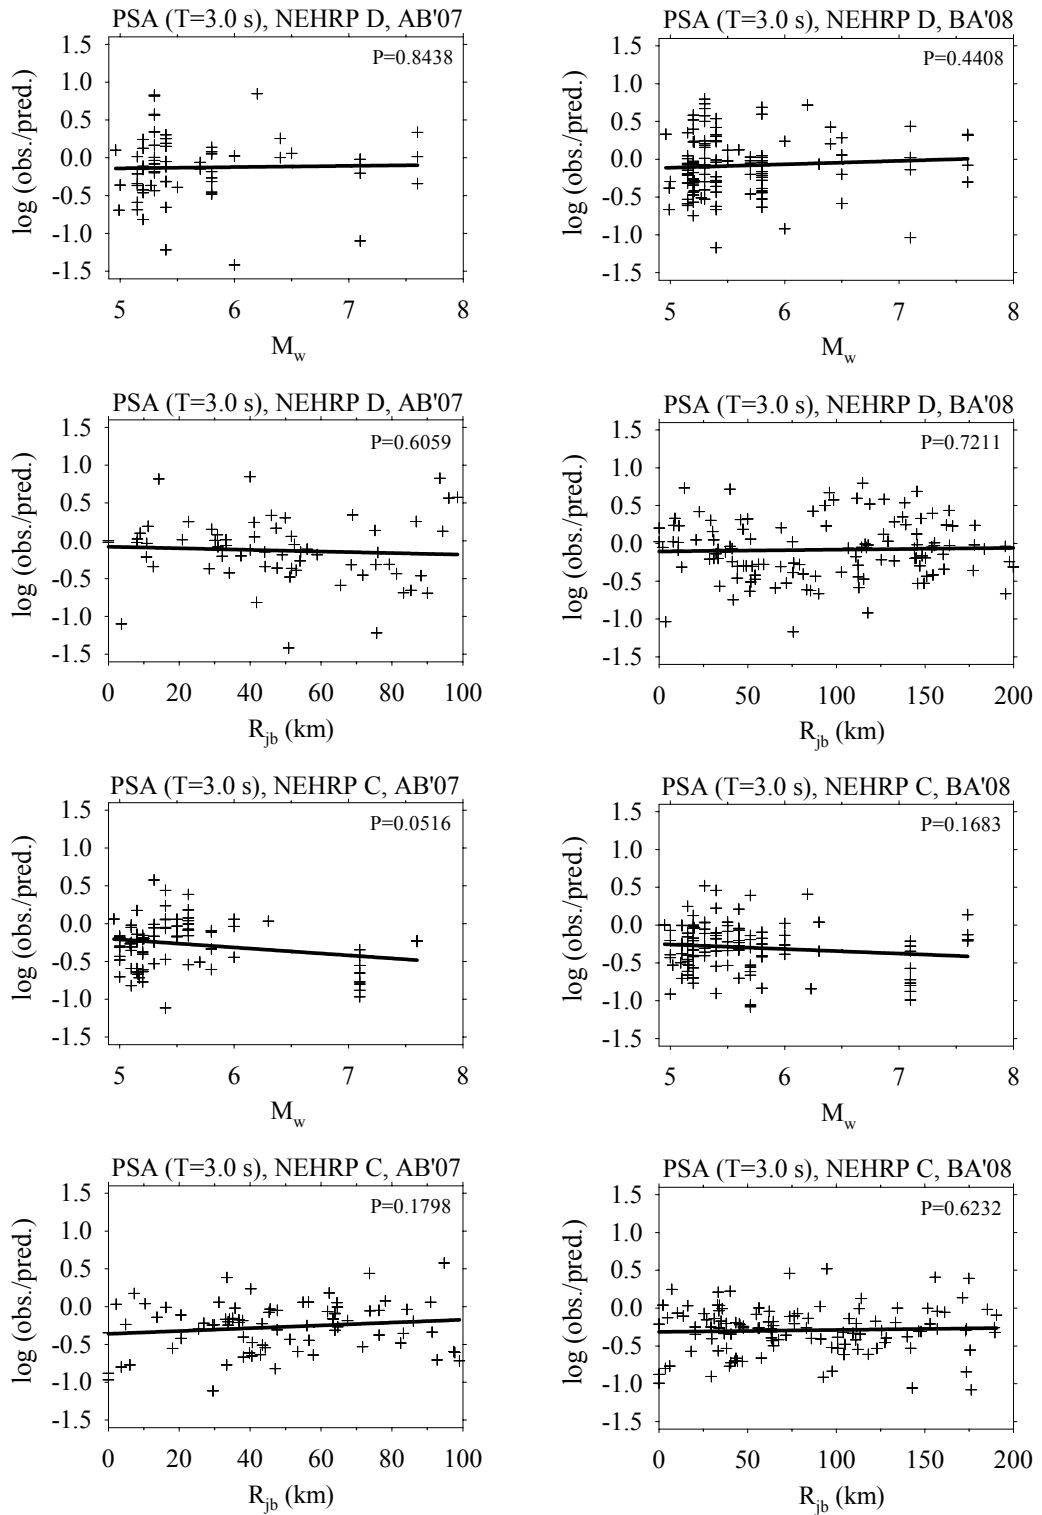 PSA (T=3.0 s), NEHRP D, AB'07
P=0.8438
log (obs./pred.)
1.5
1.0
0.5
0.0
-0.5
-1.0
-1.5
5 6 7 8
M_w
PSA (T=3.0 s), NEHRP D, BA'08
P=0.4408
log (obs./pred.)
1.5
1.0
0.5
0.0
-0.5
-1.0
-1.5
5 6 7 8
M_w
PSA (T=3.0 s), NEHRP D, AB'07
P=0.6059
log (obs./pred.)
1.5
1.0
0.5
0.0
-0.5
-1.0
-1.5
0 20 40 60 80 100
R_jb (km)
PSA (T=3.0 s), NEHRP D, BA'08
P=0.7211
log (obs./pred.)
1.5
1.0
0.5
0.0
-0.5
-1.0
-1.5
0 50 100 150 200
R_jb (km)
PSA (T=3.0 s), NEHRP C, AB'07
P=0.0516
log (obs./pred.)
1.5
1.0
0.5
0.0
-0.5
-1.0
-1.5
5 6 7 8
M_w
PSA (T=3.0 s), NEHRP C, BA'08
P=0.1683
log (obs./pred.)
1.5
1.0
0.5
0.0
-0.5
-1.0
-1.5
5 6 7 8
M_w
PSA (T=3.0 s), NEHRP C, AB'07
P=0.1798
log (obs./pred.)
1.5
1.0
0.5
0.0
-0.5
-1.0
-1.5
0 20 40 60 80 100
R_jb (km)
PSA (T=3.0 s), NEHRP C, BA'08
P=0.6232
log (obs./pred.)
1.5
1.0
0.5
0.0
-0.5
-1.0
-1.5
0 50 100 150 200
R_jb (km)